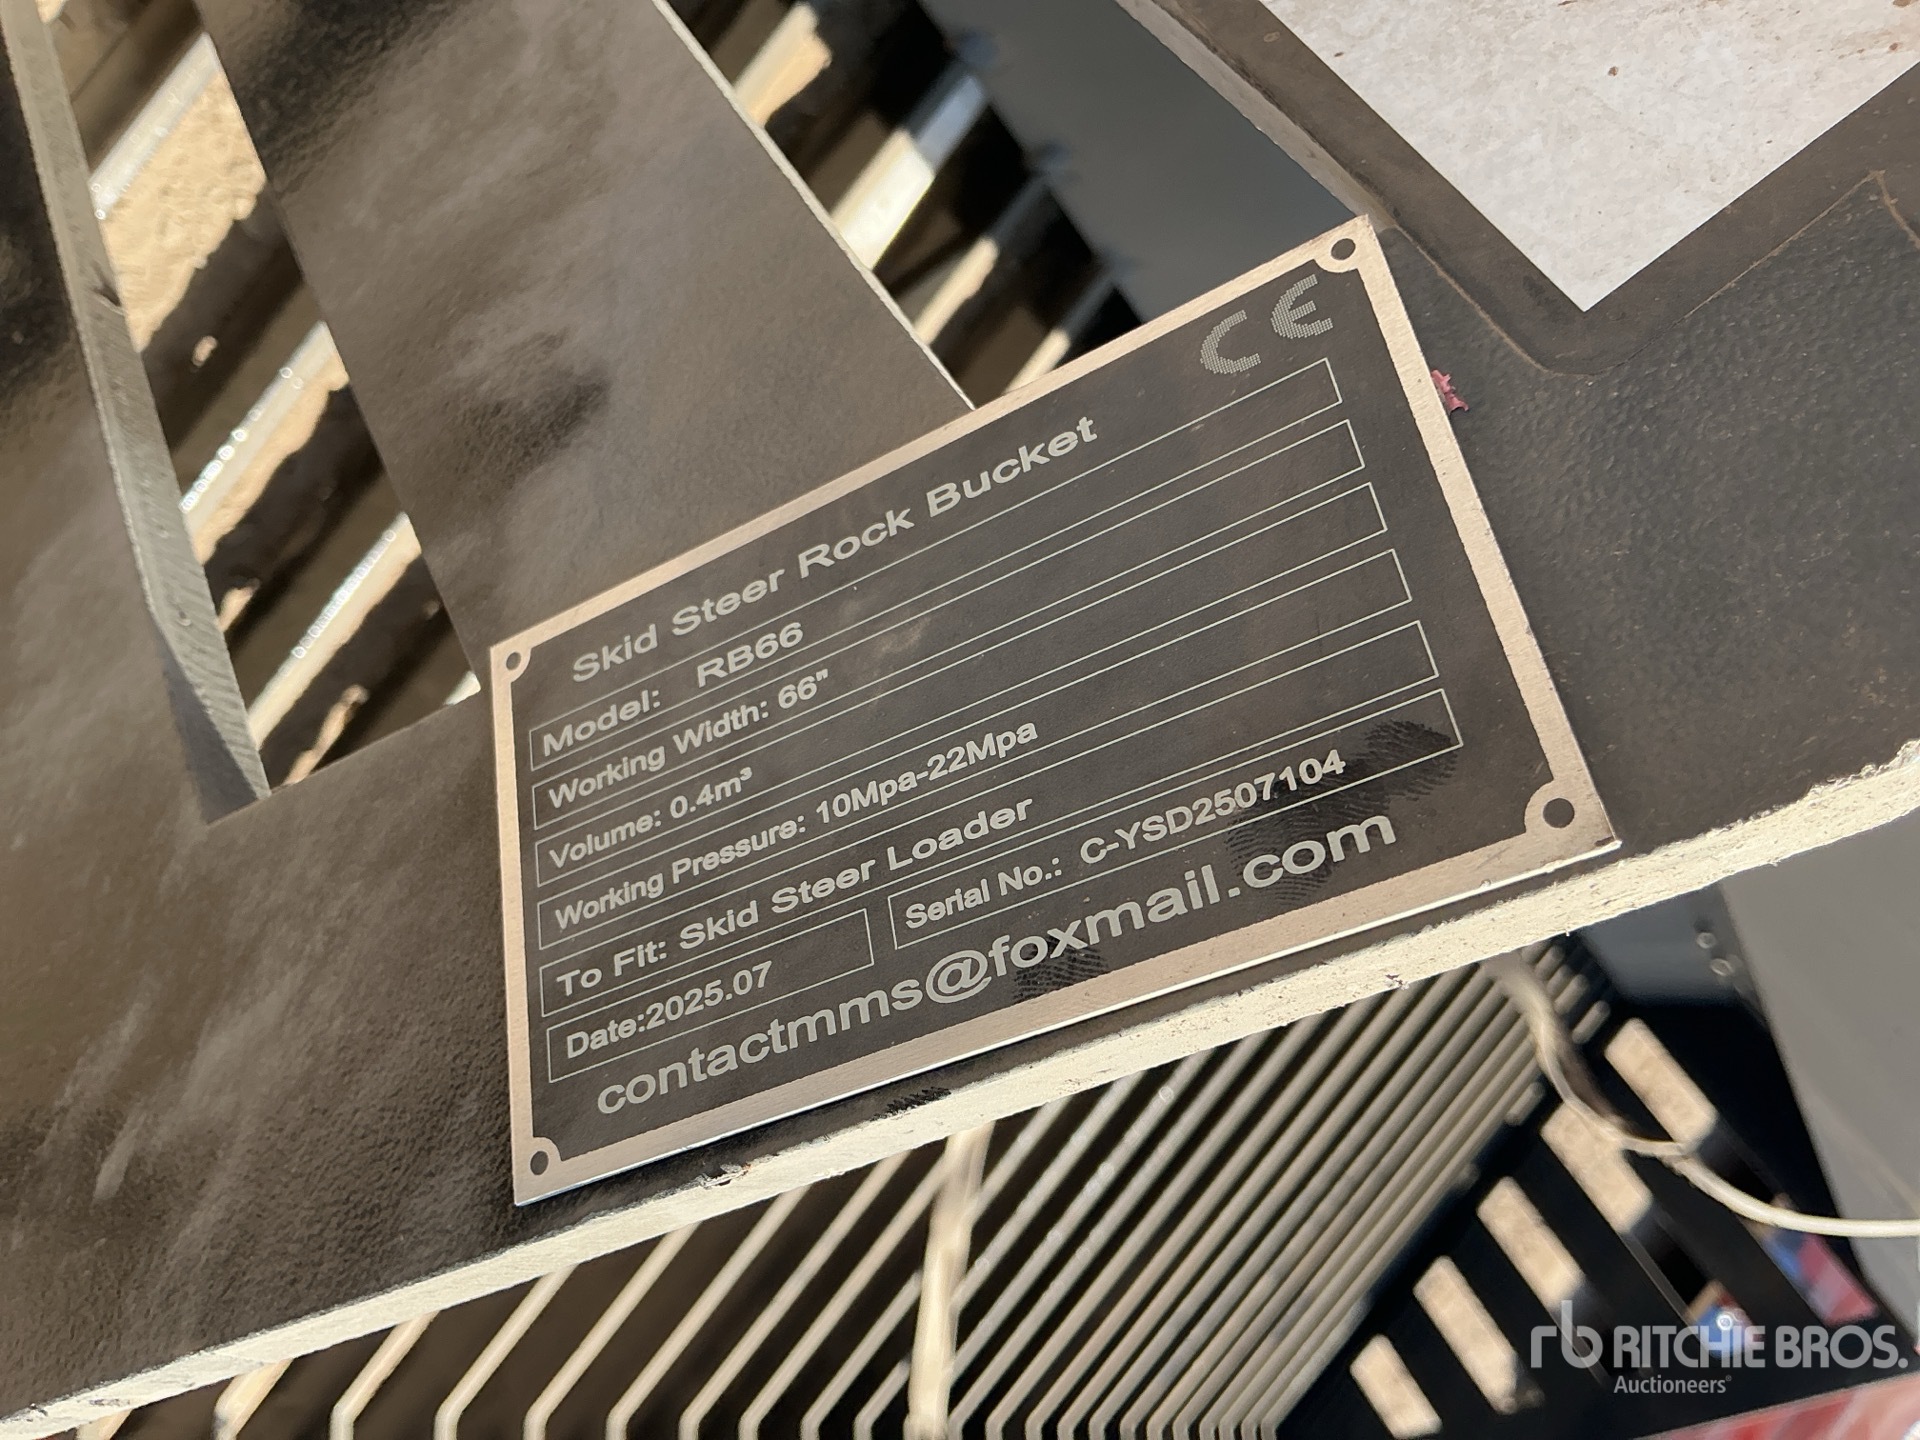 CE
Skid Steer Rock Bucket
Model: RB66
Working Width: 66"
Volume: 0.4m³
Working Pressure: 10Mpa-22Mpa
To Fit: Skid Steer Loader
Date:2025.07 Serial No.: C-YSD2507104
contactmms@foxmail.com
rb RITCHIE BROS.
Auctioneers®